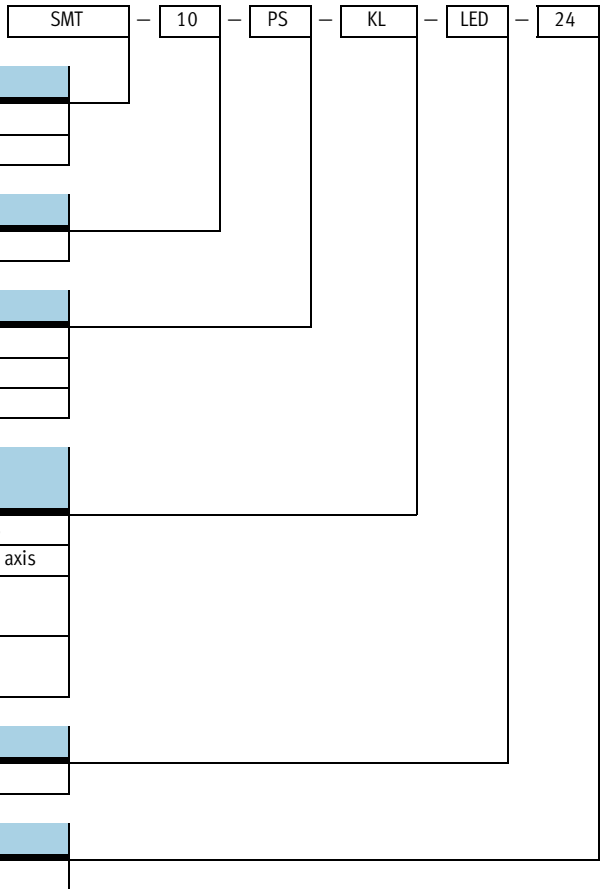 SMT – 10 – PS – KL – LED – 24
axis